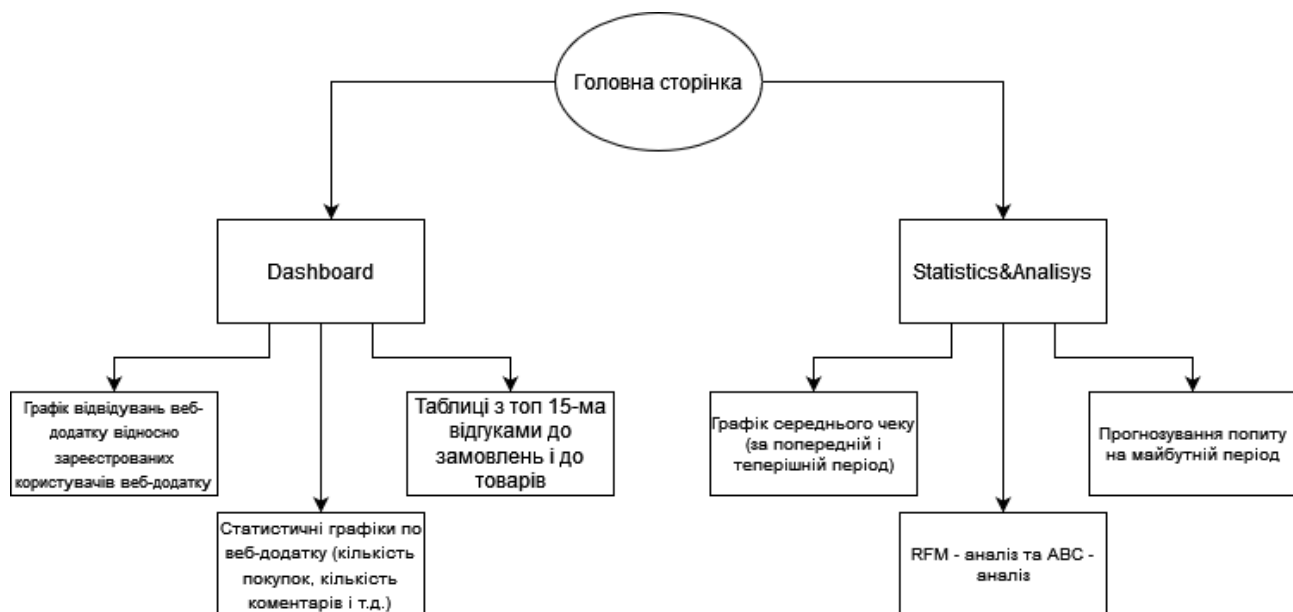 Головна сторінка
Dashboard
Statistics&Analisys
Графік відвідувань веб-
додатку відносно
зареєстрованих
користувачів веб-додатку
Статистичні графіки по
веб-додатку (кількість
покупок, кількість
коментарів і т.д.)
Таблиці з топ 15-ма
відгуками до
замовлень і до
товарів
Графік середнього чеку
(за попередній і
теперішній період)
RFM - аналіз та ABC -
аналіз
Прогнозування попиту
на майбутній період